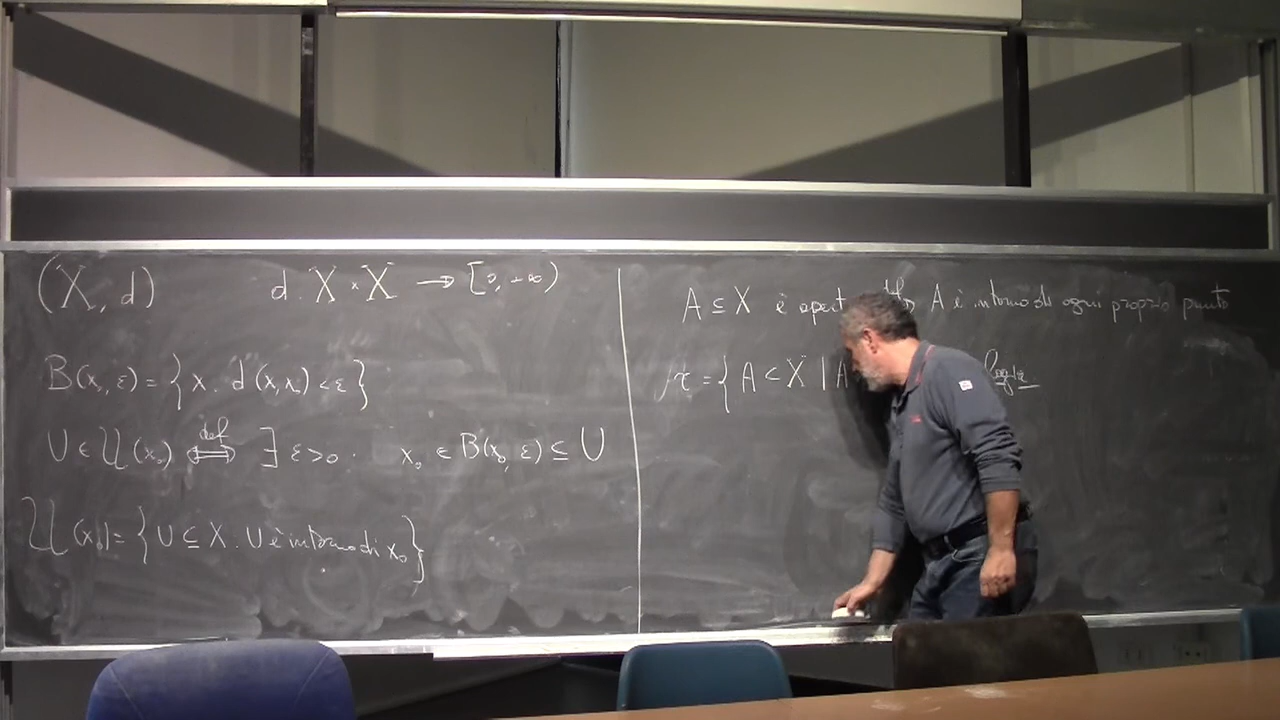 (X, d) d: X × X → [0, +∞)
B(x₀, ε) = { x : d(x, x₀) < ε }
U ∈ 𝒰(x₀) ⟺ def ∃ ε > 0 : x₀ ∈ B(x₀, ε) ⊆ U
𝒰(x₀) = { U ⊆ X : U è intorno di x₀ }
A ⊆ X è apert A è intorno di ogni proprio punto
τ = { A ⊆ X | A